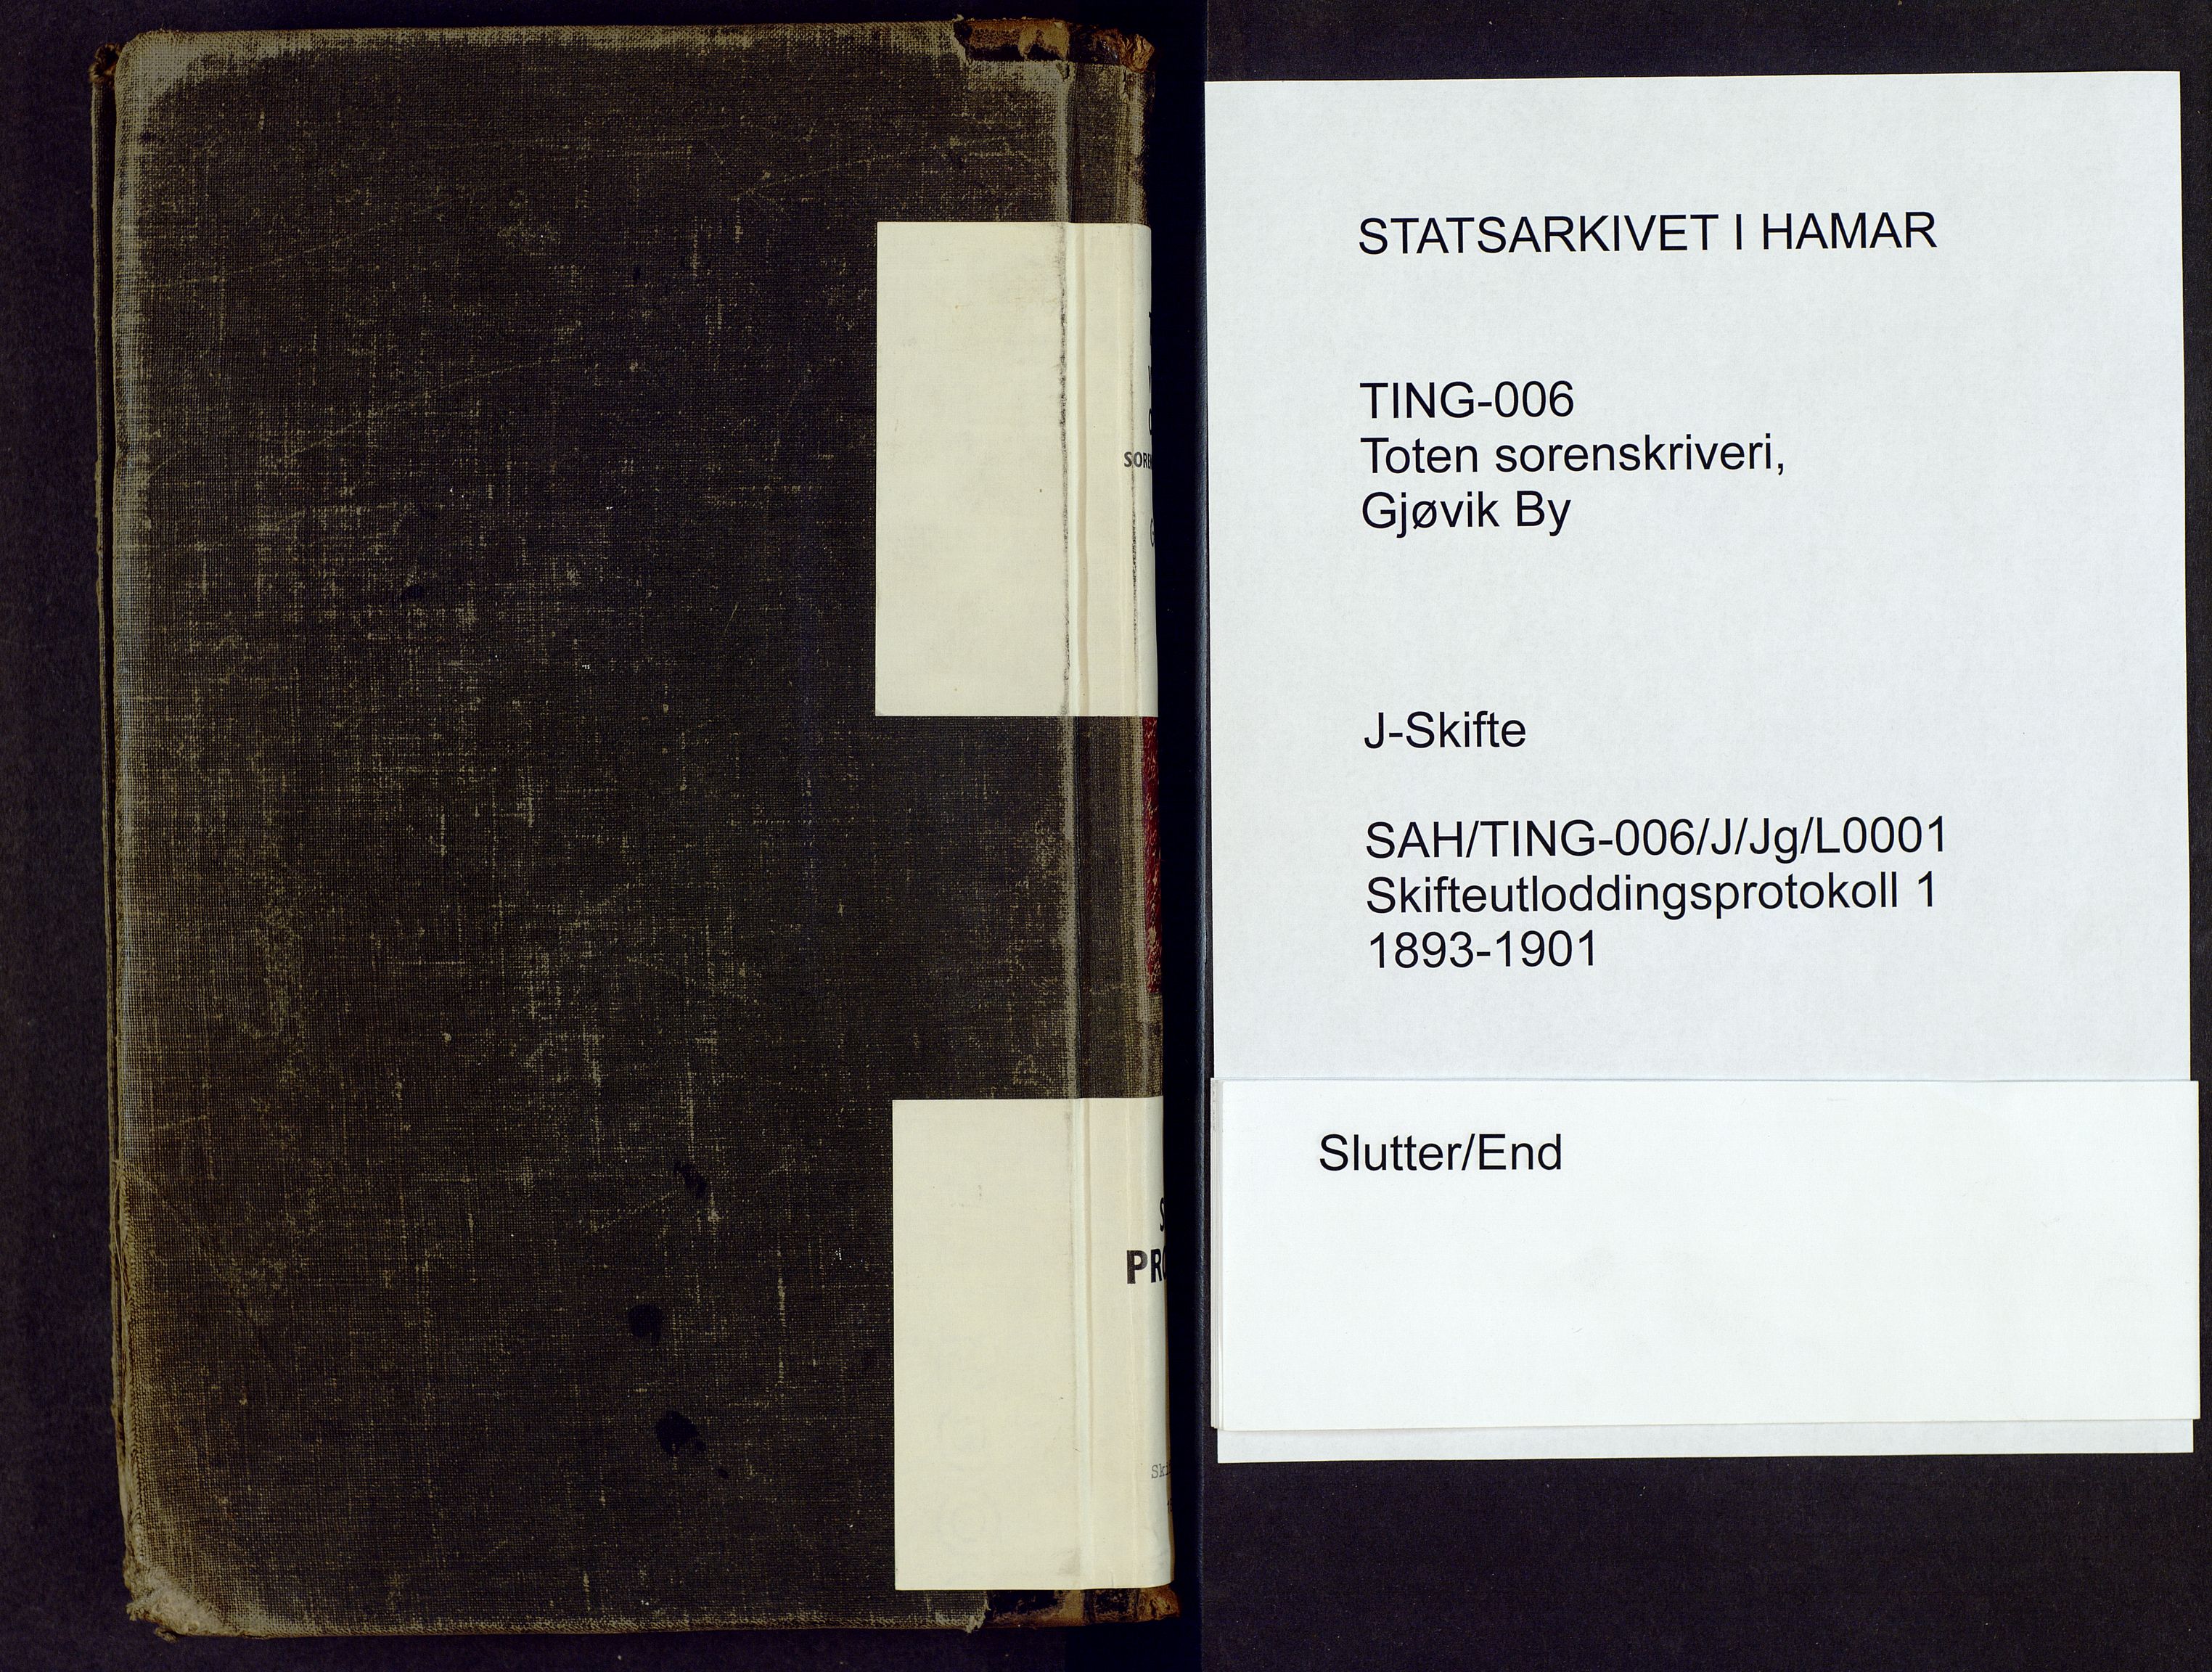 STATSARKIVET I HAMAR
TING-006
Toten sorenskriveri,
Gjøvik By
J-Skifte
SAH/TING-006/J/Jg/L0001
Skifteutloddingsprotokoll 1
1893-1901
Slutter/End